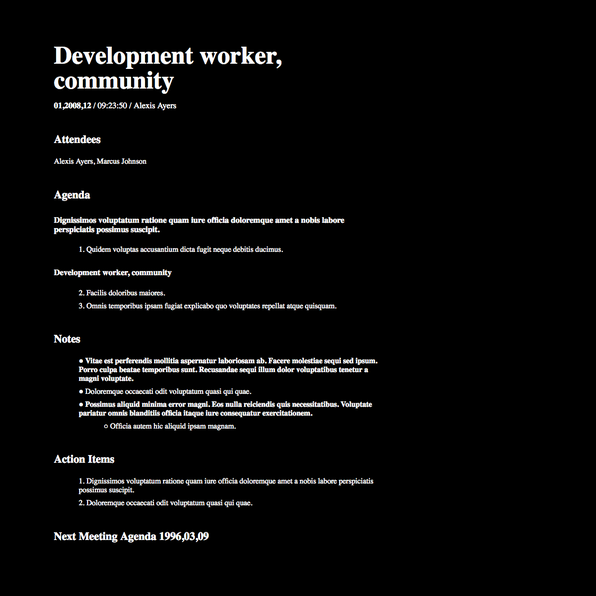 Development worker,
community
01,2008,12 / 09:23:50 / Alexis Ayers
Attendees
Alexis Ayers, Marcus Johnson
Agenda
Dignissimos voluptatum ratione quam iure officia doloremque amet a nobis labore
perspiciatis possimus suscipit.
1. Quidem voluptas accusantium dicta fugit neque debitis ducimus.
Development worker, community
2. Facilis doloribus maiores.
3. Omnis temporibus ipsam fugiat explicabo quo voluptates repellat atque quisquam.
Notes
● Vitae est perferendis mollitia aspernatur laboriosam ab. Facere molestiae sequi sed ipsum.
Porro culpa beatae temporibus sunt. Recusandae sequi illum dolor voluptatibus tenetur a
magni voluptate.
● Doloremque occaecati odit voluptatum quasi qui quae.
● Possimus aliquid minima error magni. Eos nulla reiciendis quis necessitatibus. Voluptate
pariatur omnis blanditiis officia itaque iure consequatur exercitationem.
○ Officia autem hic aliquid ipsam magnam.
Action Items
1. Dignissimos voluptatum ratione quam iure officia doloremque amet a nobis labore perspiciatis
possimus suscipit.
2. Doloremque occaecati odit voluptatum quasi qui quae.
Next Meeting Agenda 1996,03,09